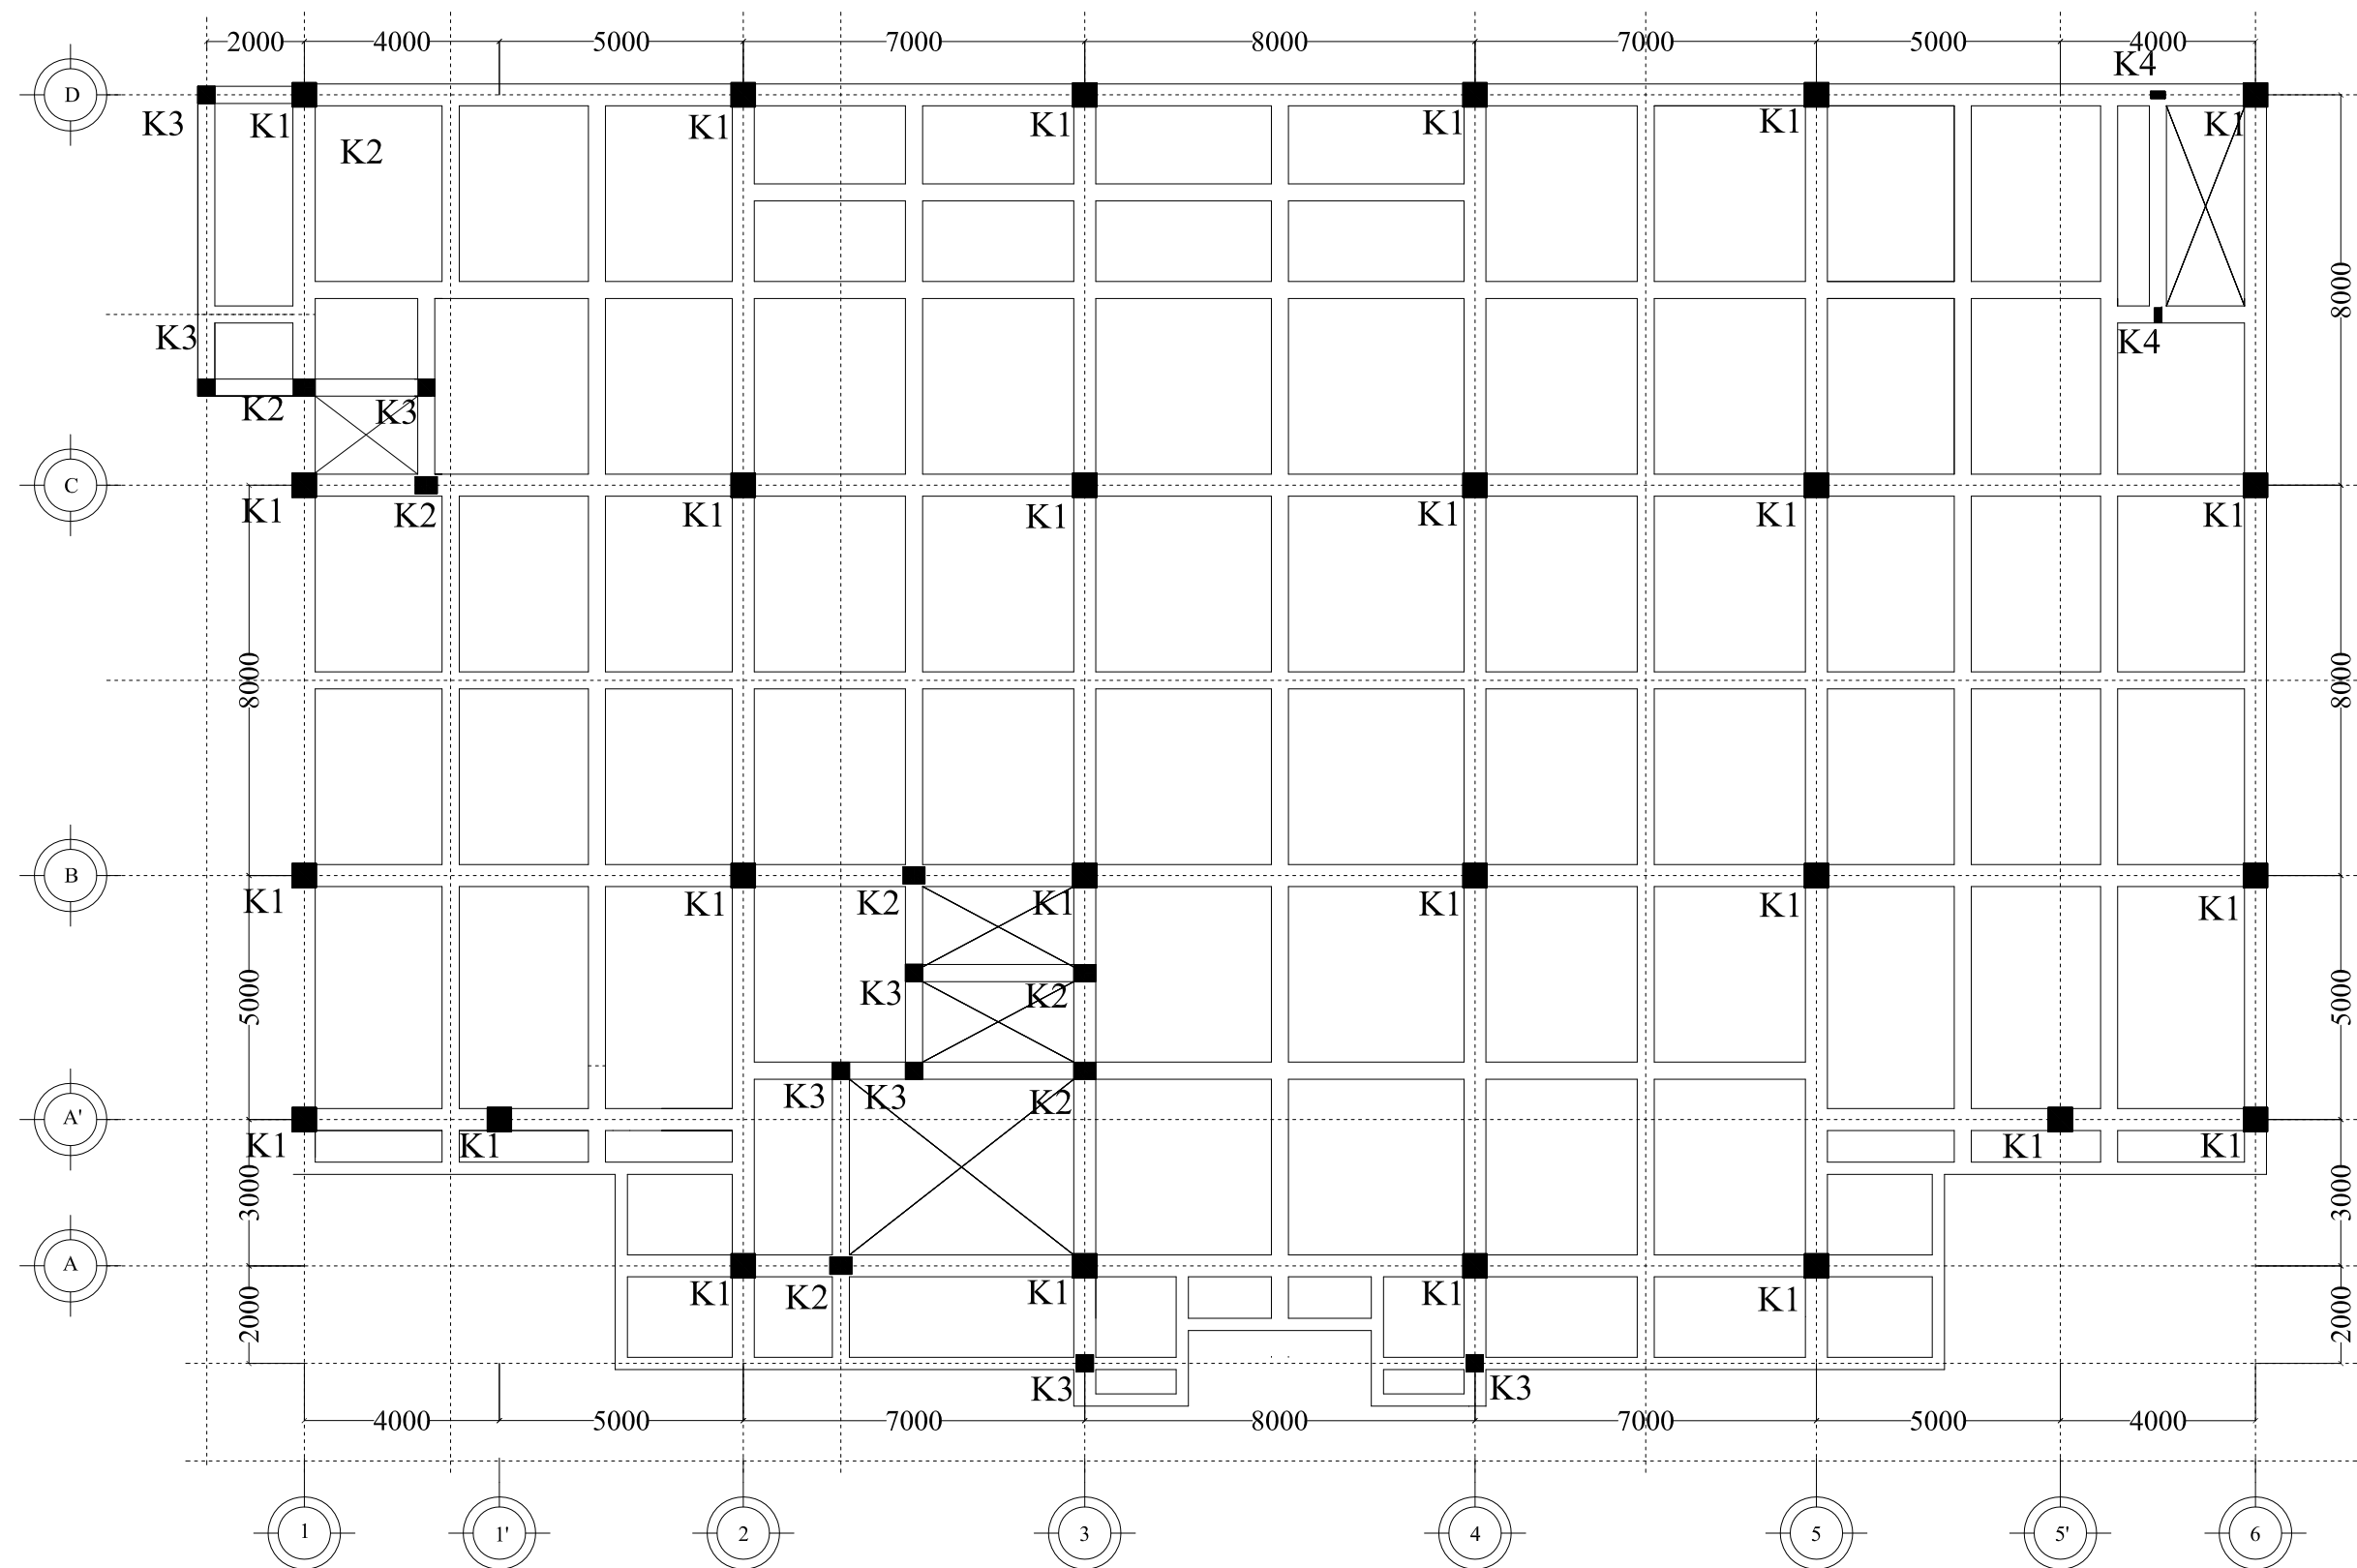 2000 4000 5000 7000 8000 7000 5000 4000
K4
D
K3 K1 K1 K1 K1 K1 K1
K2
8000
K3 K4
K2 K3
C
K1 K2 K1 K1 K1 K1 K1
8000 8000
B
K1 K1 K2 K1 K1 K1 K1
5000 K3 K2 5000
K3 K3 K2
A'
K1 K1 K1 K1
3000 3000
A
K1 K2 K1 K1 K1
2000 2000
K3 K3
4000 5000 7000 8000 7000 5000 4000
1 1' 2 3 4 5 5' 6